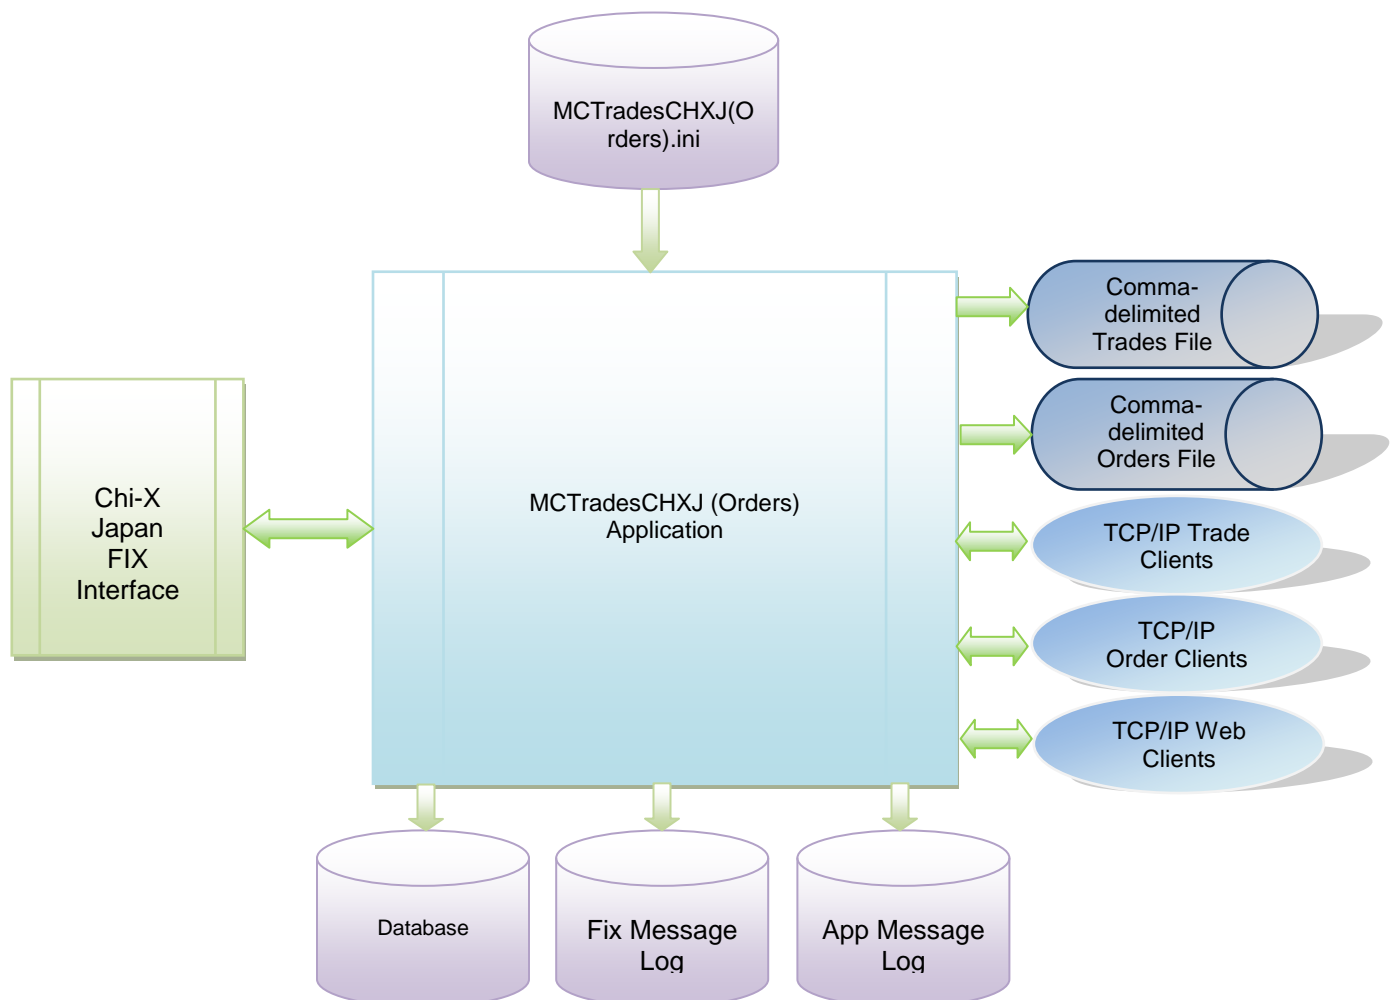 MCTradesCHXJ(O
rders).ini
Comma-
delimited
Trades File
Comma-
delimited
Orders File
Chi-X
Japan
FIX
Interface
MCTradesCHXJ (Orders)
Application
TCP/IP Trade
Clients
TCP/IP
Order Clients
TCP/IP Web
Clients
Database
Fix Message
Log
App Message
Log